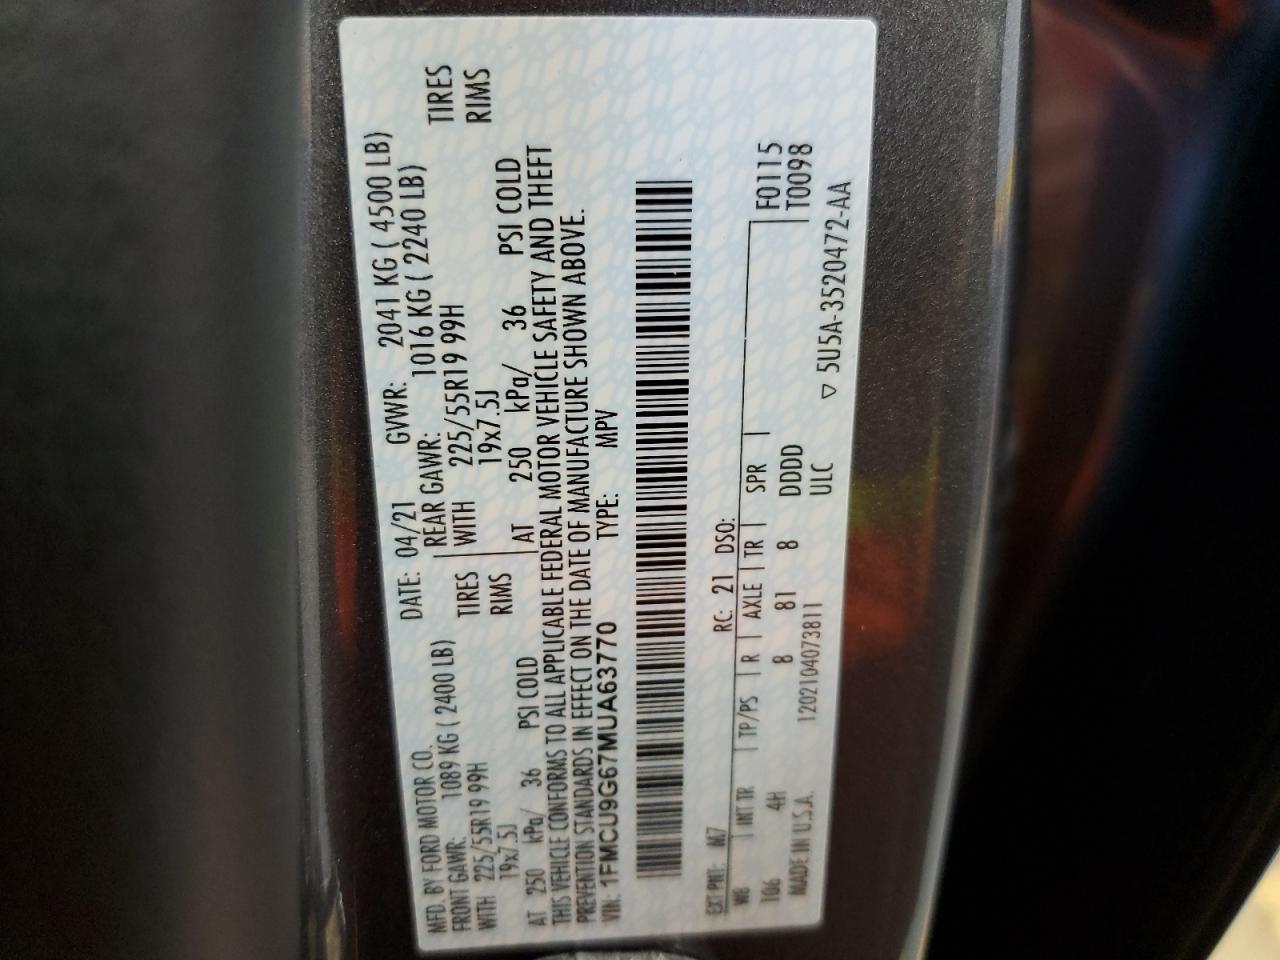 MFD. BY FORD MOTOR CO. DATE: 04/21 GVWR: 2041 KG ( 4500 LB)
FRONT GAWR: 1089 KG ( 2400 LB) REAR GAWR: 1016 KG ( 2240 LB)
WITH 225/55R19 99H TIRES WITH 225/55R19 99H TIRES
19x7.5J RIMS 19x7.5J RIMS
AT 250 kPa/ 36 PSI COLD AT 250 kPa/ 36 PSI COLD
THIS VEHICLE CONFORMS TO ALL APPLICABLE FEDERAL MOTOR VEHICLE SAFETY AND THEFT
PREVENTION STANDARDS IN EFFECT ON THE DATE OF MANUFACTURE SHOWN ABOVE.
VIN: 1FMCU9G67MUA63770 TYPE: MPV
EXT PNT: M7 RC: 21 DSO:
WB INT TR TP/PS R AXLE TR SPR F0115
106 4H 8 81 8 DDDD T0098
MADE IN U.S.A. 120210407381 1 ULC
▽ 5U5A-3520472-AA